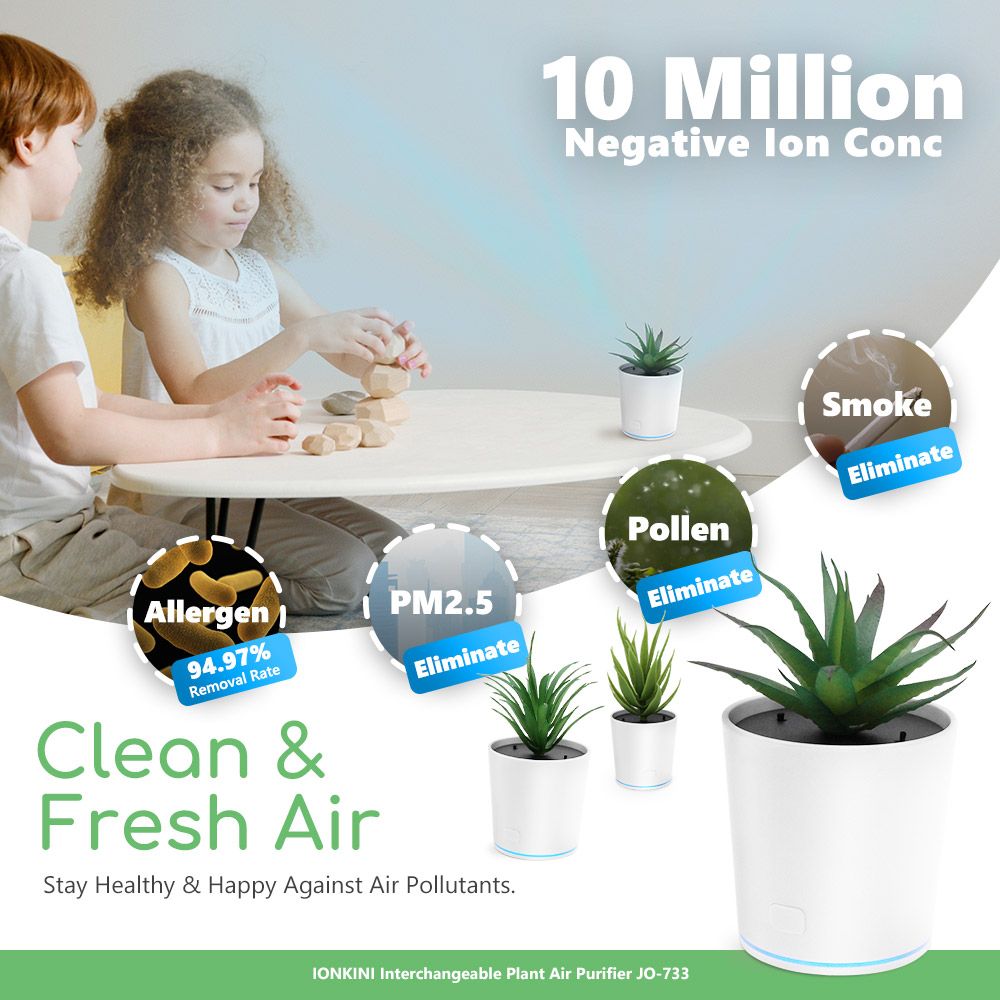 10 Million
Negative Ion Conc
Smoke
Eliminate
Pollen
Eliminate
PM2.5
Eliminate
Allergen
94.97%
Removal Rate
Clean &
Fresh Air
Stay Healthy & Happy Against Air Pollutants.
IONKINI Interchangeable Plant Air Purifier JO-733